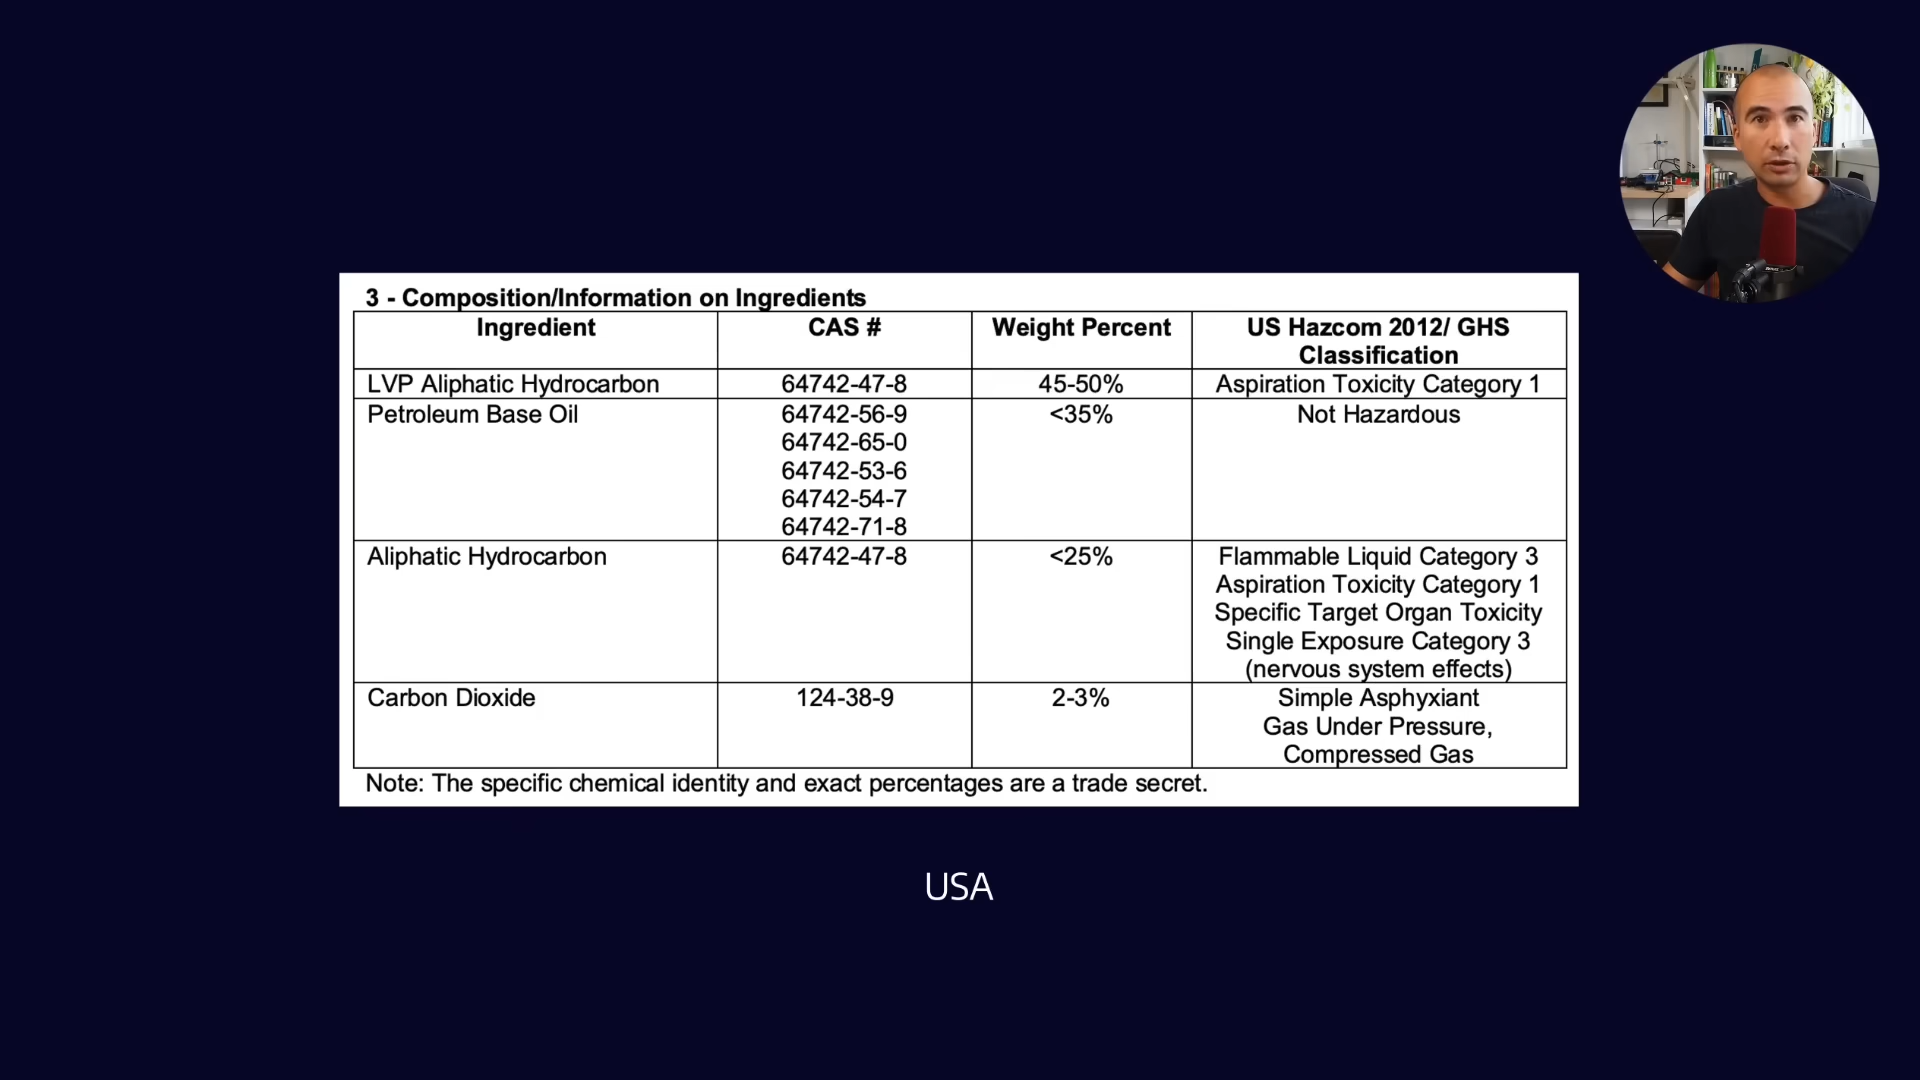 3 - Composition/Information on Ingredients
Ingredient CAS # Weight Percent US Hazcom 2012/ GHS
Classification
LVP Aliphatic Hydrocarbon 64742-47-8 45-50% Aspiration Toxicity Category 1
Petroleum Base Oil 64742-56-9 <35% Not Hazardous
64742-65-0
64742-53-6
64742-54-7
64742-71-8
Aliphatic Hydrocarbon 64742-47-8 <25% Flammable Liquid Category 3
Aspiration Toxicity Category 1
Specific Target Organ Toxicity
Single Exposure Category 3
(nervous system effects)
Carbon Dioxide 124-38-9 2-3% Simple Asphyxiant
Gas Under Pressure,
Compressed Gas
Note: The specific chemical identity and exact percentages are a trade secret.
USA